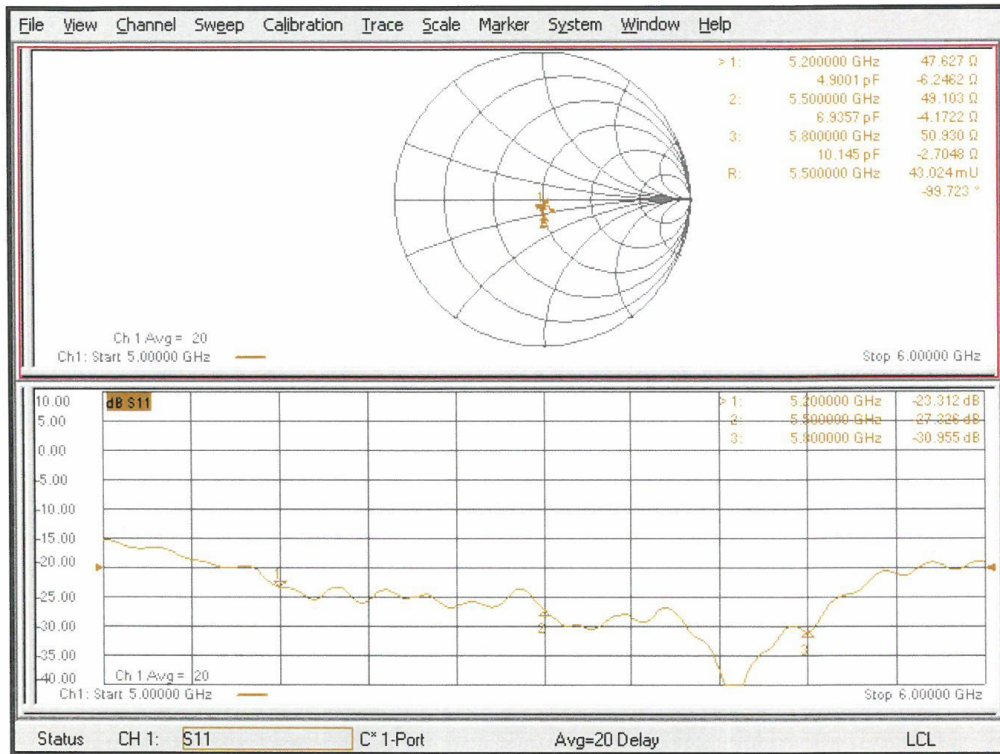 File View Channel Sweep Calibration Trace Scale Marker System Window Help
> 1: 5.200000 GHz 47.627 Ω
4.9001 pF -6.2462 Ω
2: 5.500000 GHz 49.103 Ω
6.9357 pF -4.1722 Ω
3: 5.800000 GHz 50.930 Ω
10.145 pF -2.7048 Ω
R: 5.500000 GHz 43.024 mU
-99.723 °
Ch 1 Avg = 20
Ch1: Start 5.00000 GHz
Stop 6.00000 GHz
10.00
dB S11
> 1: 5.200000 GHz -23.312 dB
5.00
2: 5.500000 GHz -27.326 dB
3: 5.800000 GHz -30.955 dB
0.00
-5.00
-10.00
-15.00
-20.00
1
-25.00
-30.00
2
3
-35.00
-40.00
Ch 1 Avg = 20
Ch1: Start 5.00000 GHz
Stop 6.00000 GHz
Status CH 1: S11 C* 1-Port Avg=20 Delay LCL